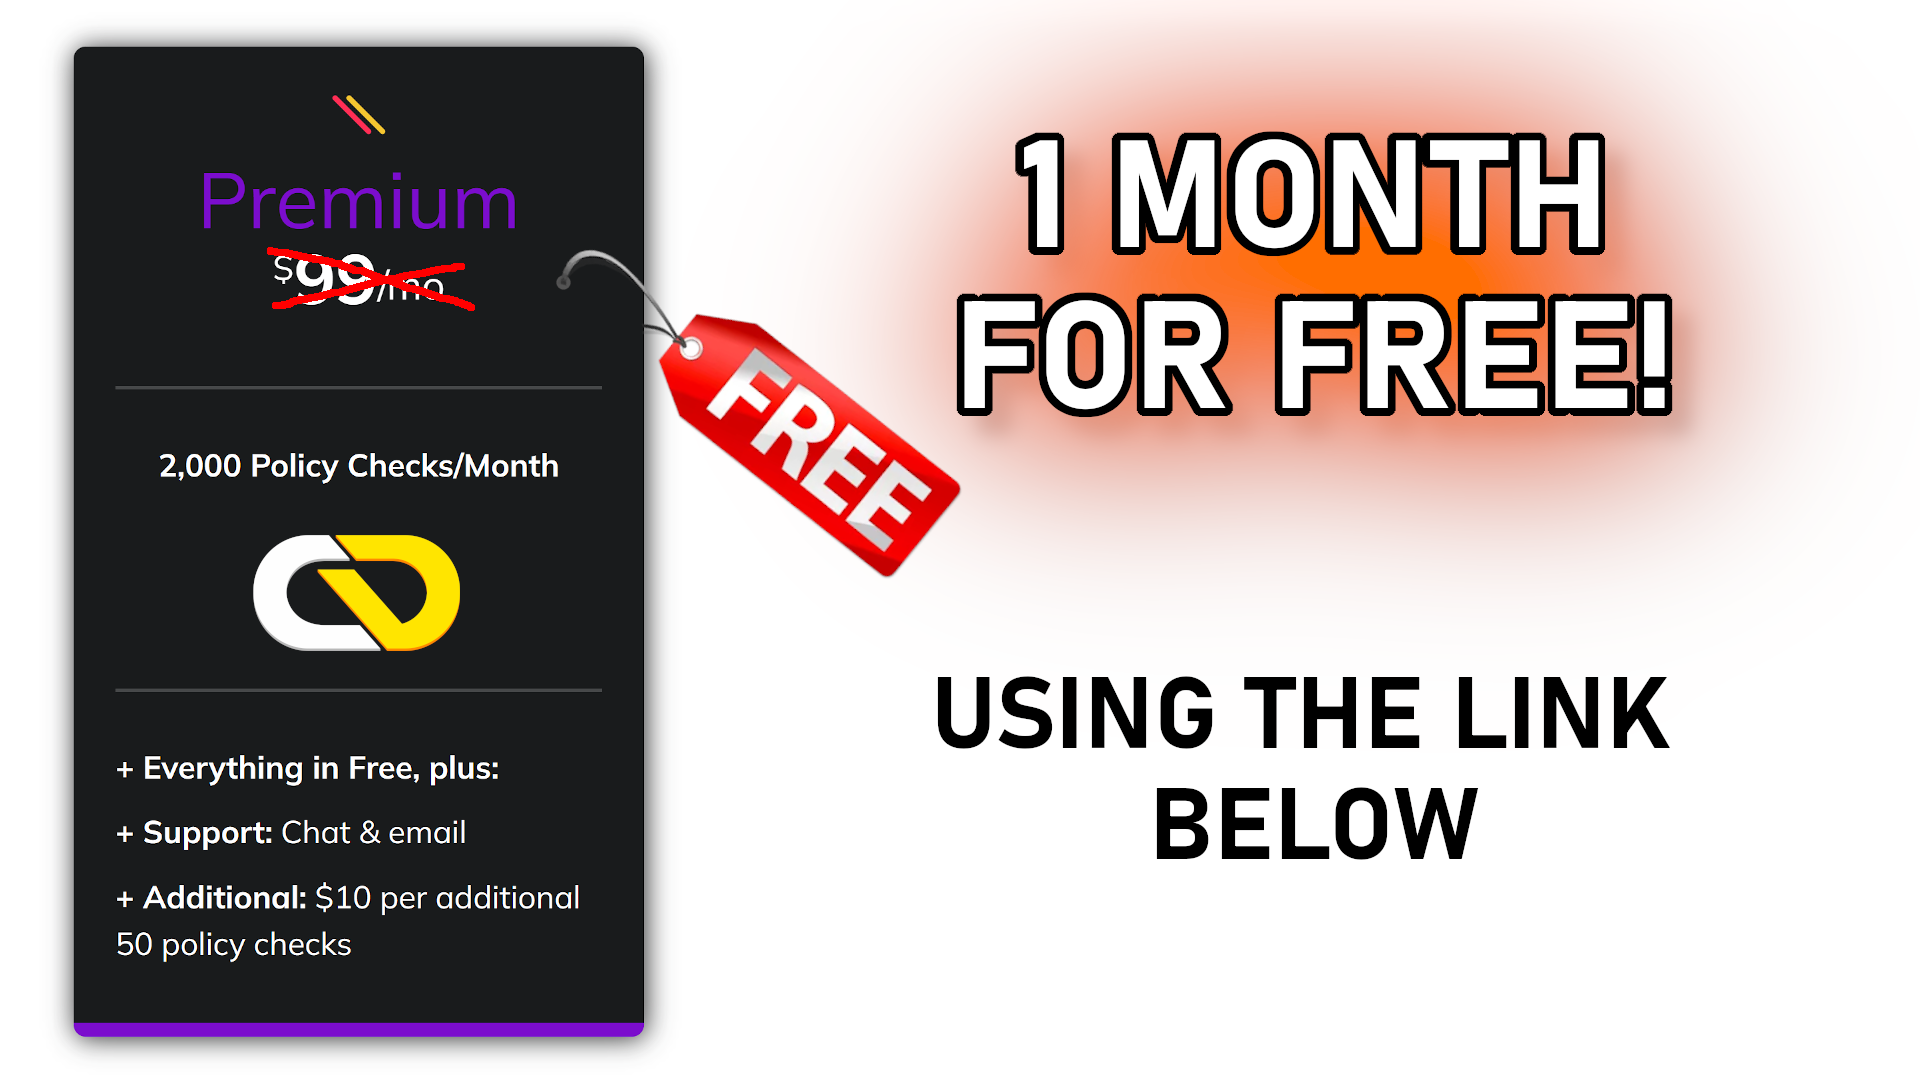 Premium
$99/mo
2,000 Policy Checks/Month
+ Everything in Free, plus:
+ Support: Chat & email
+ Additional: $10 per additional
50 policy checks
FREE
1 MONTH
FOR FREE!
USING THE LINK
BELOW